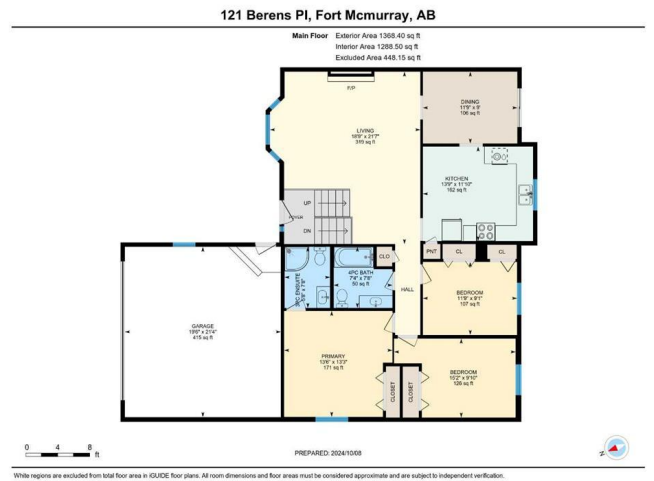 121 Berens Pl, Fort Mcmurray, AB
Main Floor Exterior Area 1368.40 sq ft
Interior Area 1288.50 sq ft
Excluded Area 448.15 sq ft
F/P
DINING
11'9" x 9'
106 sq ft
LIVING
18'9" x 21'7"
KITCHEN
13'9" x 11'10"
162 sq ft
UP
FOYER
DN
CLO
PNT
CL
CL
3PC ENSUITE
4PC BATH
7'4" x 7'8"
50 sq ft
HALL
BEDROOM
11'9" x 9'1"
107 sq ft
GARAGE
19'6" x 21'4"
415 sq ft
PRIMARY
13'6" x 13'3"
171 sq ft
BEDROOM
15'2" x 9'10"
126 sq ft
CLOSET
CLOSET
0 4 8
ft
PREPARED: 2024/10/08
N
White regions are excluded from total floor area in iGUIDE floor plans. All room dimensions and floor areas must be considered approximate and are subject to independent verification.